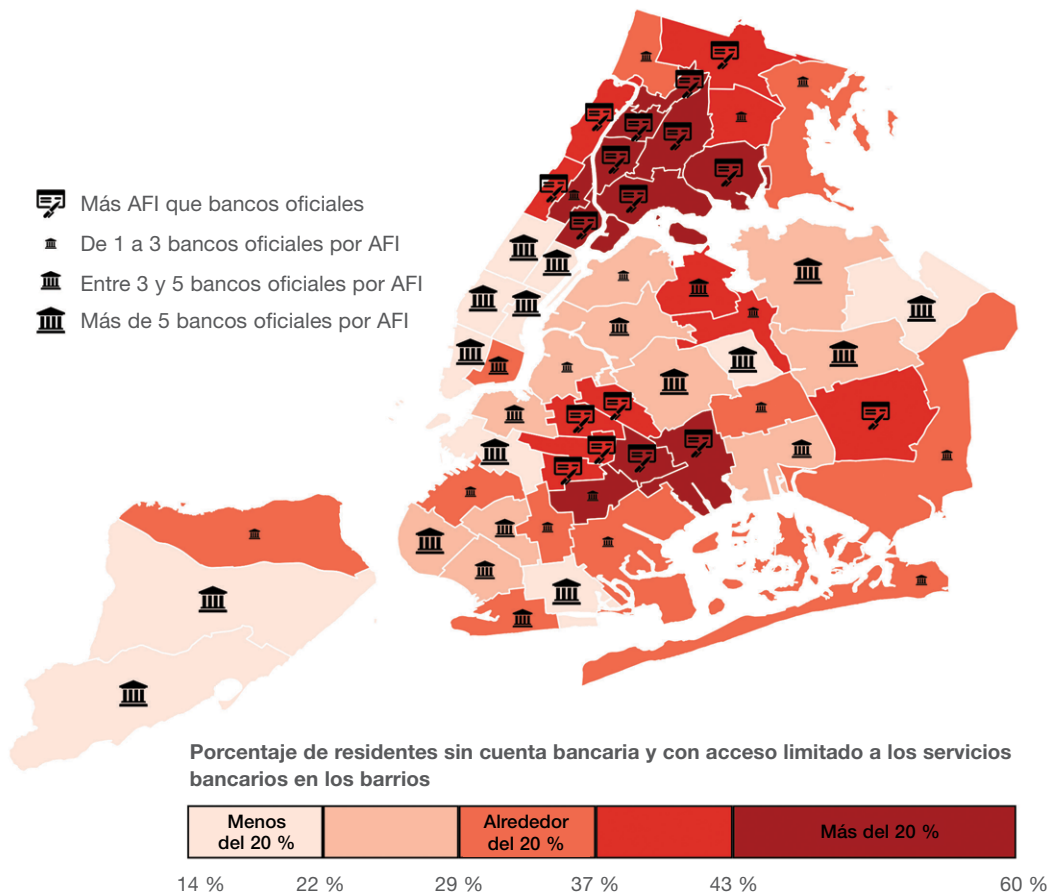 Más AFI que bancos oficiales
De 1 a 3 bancos oficiales por AFI
Entre 3 y 5 bancos oficiales por AFI
Más de 5 bancos oficiales por AFI
Porcentaje de residentes sin cuenta bancaria y con acceso limitado a los servicios
bancarios en los barrios
Menos
del 20 %
Alrededor
del 20 %
Más del 20 %
14 %
22 %
29 %
37 %
43 %
60 %